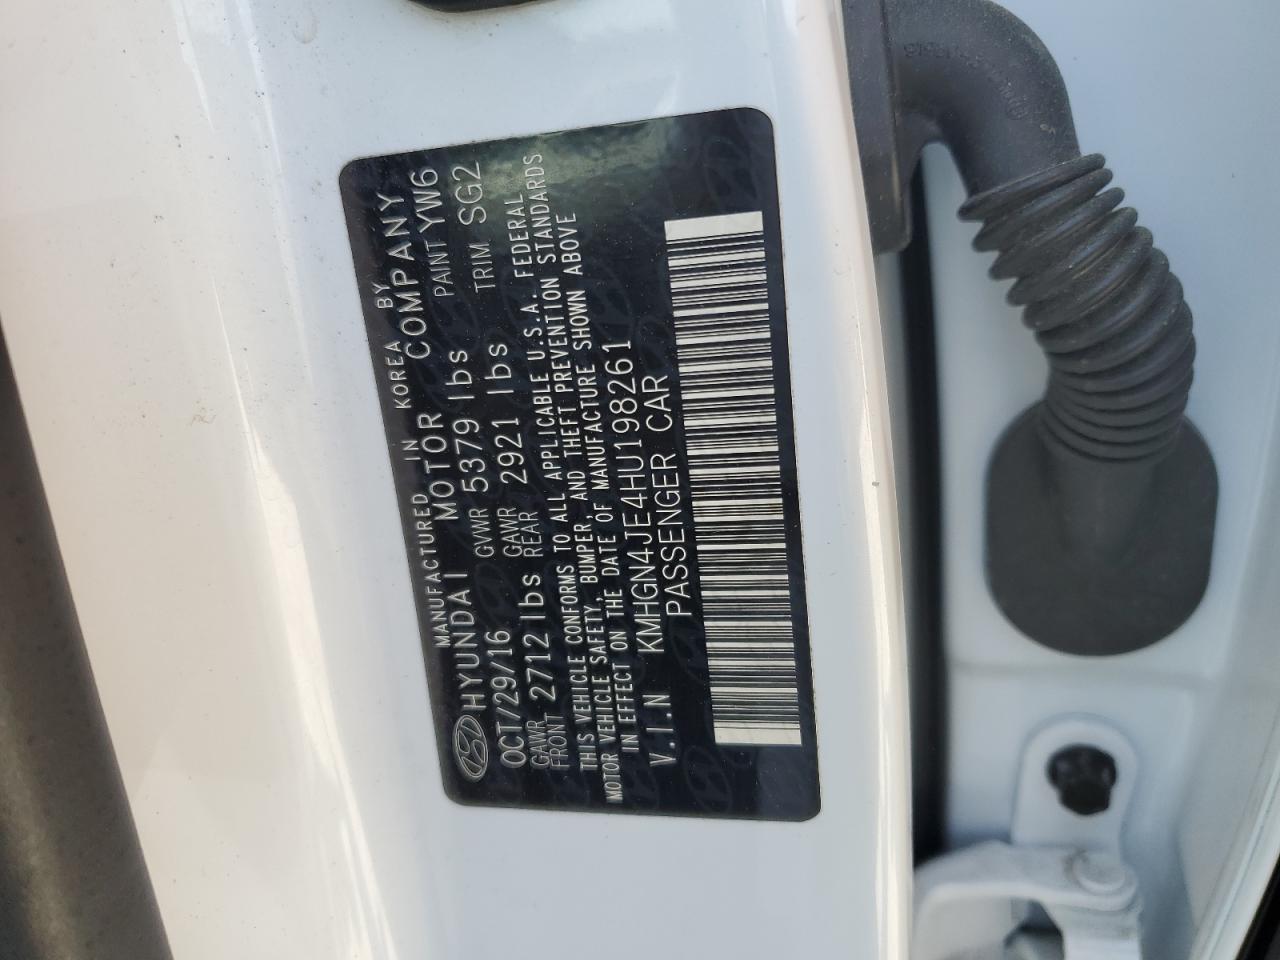 MANUFACTURED IN KOREA BY
HYUNDAI MOTOR COMPANY
OCT/29/16 GVWR 5379 lbs PAINT YW6
GAWR FRONT 2712 lbs GAWR REAR 2921 lbs TRIM SG2
THIS VEHICLE CONFORMS TO ALL APPLICABLE U.S.A. FEDERAL
MOTOR VEHICLE SAFETY, BUMPER, AND THEFT PREVENTION STANDARDS
IN EFFECT ON THE DATE OF MANUFACTURE SHOWN ABOVE
V.I.N KMHGN4JE4HU198261
PASSENGER CAR